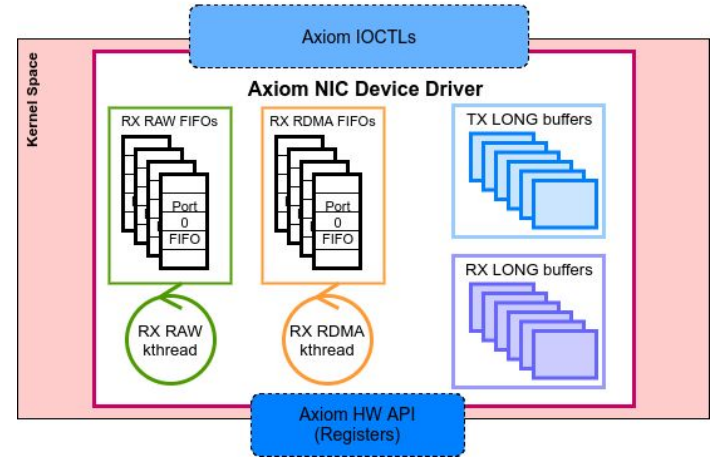 Axiom IOCTLs
Kernel Space
Axiom NIC Device Driver
RX RAW FIFOs
Port
0
FIFO
RX RAW
kthread
RX RDMA FIFOs
Port
0
FIFO
RX RDMA
kthread
TX LONG buffers
RX LONG buffers
Axiom HW API
(Registers)